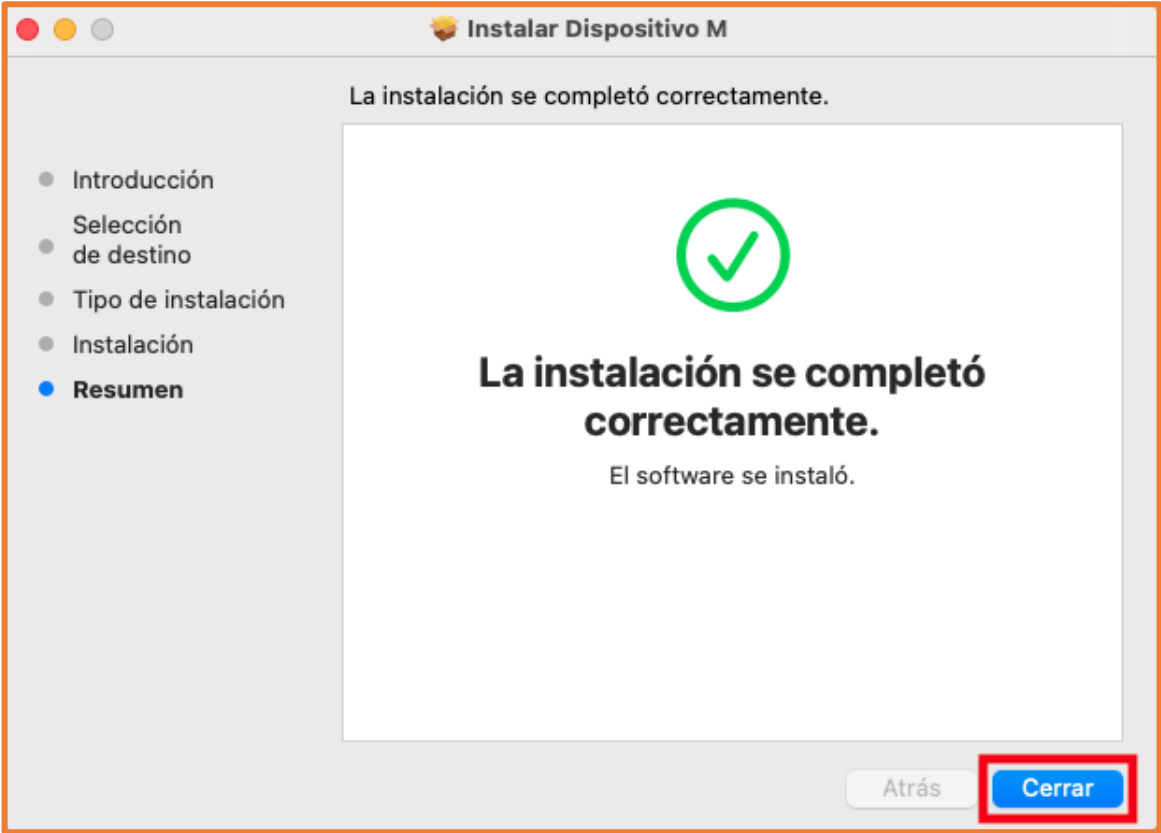 Instalar Dispositivo M
La instalación se completó correctamente.
Introducción
Selección
de destino
Tipo de instalación
Instalación
Resumen
La instalación se completó
correctamente.
El software se instaló.
Atrás
Cerrar